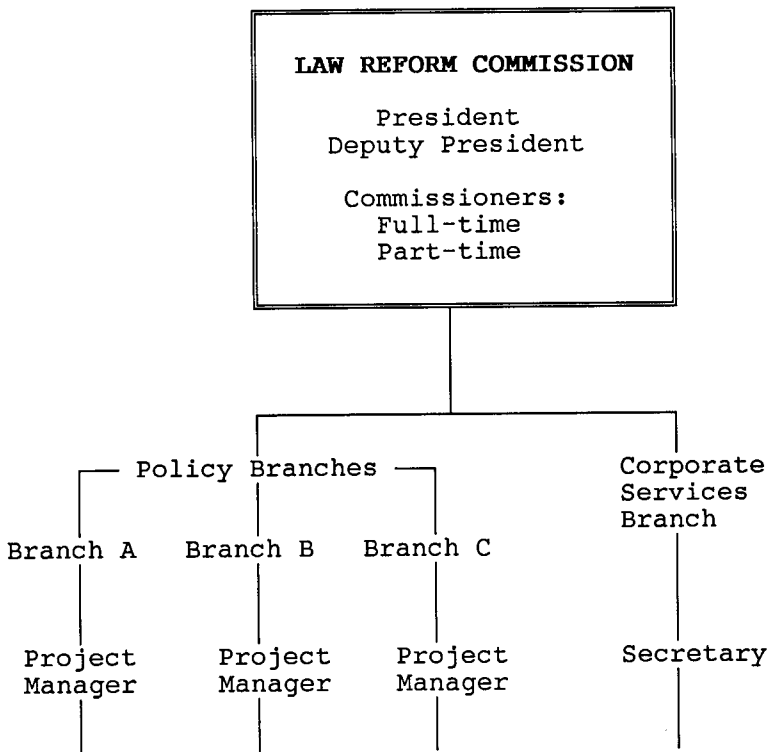 LAW REFORM COMMISSION
President
Deputy President
Commissioners:
Full-time
Part-time
Policy Branches
Corporate
Services
Branch
Branch A
Branch B
Branch C
Project
Manager
Project
Manager
Project
Manager
Secretary